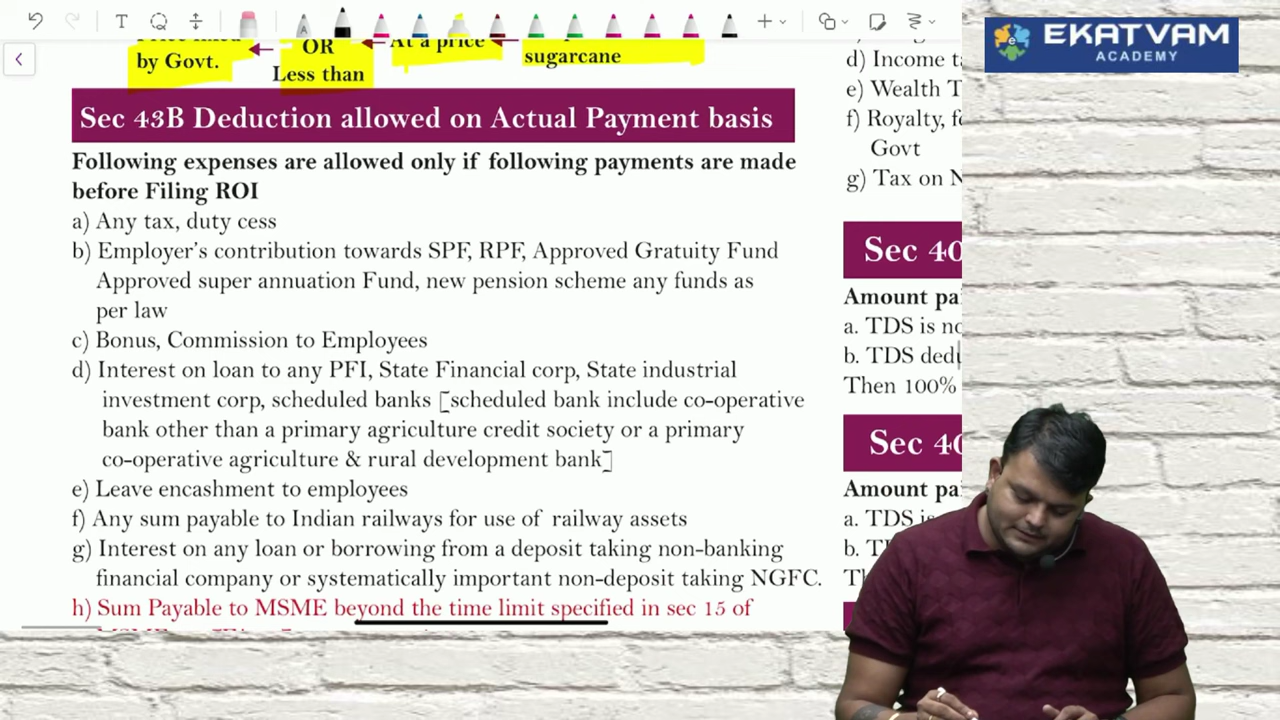 by Govt.
OR
Less than
At a price
sugarcane
Sec 43B Deduction allowed on Actual Payment basis
Following expenses are allowed only if following payments are made
before Filing ROI
a) Any tax, duty cess
b) Employer's contribution towards SPF, RPF, Approved Gratuity Fund
Approved super annuation Fund, new pension scheme any funds as
per law
c) Bonus, Commission to Employees
d) Interest on loan to any PFI, State Financial corp, State industrial
investment corp, scheduled banks [scheduled bank include co-operative
bank other than a primary agriculture credit society or a primary
co-operative agriculture & rural development bank]
e) Leave encashment to employees
f) Any sum payable to Indian railways for use of railway assets
g) Interest on any loan or borrowing from a deposit taking non-banking
financial company or systematically important non-deposit taking NGFC.
h) Sum Payable to MSME beyond the time limit specified in sec 15 of
d) Income
e) Wealth
f) Royalty,
Govt
g) Tax on
Sec
Amount
a. TDS is
b. TDS
Then 100%
Sec
Amount
a. TDS
b.
EKATVAM
ACADEMY